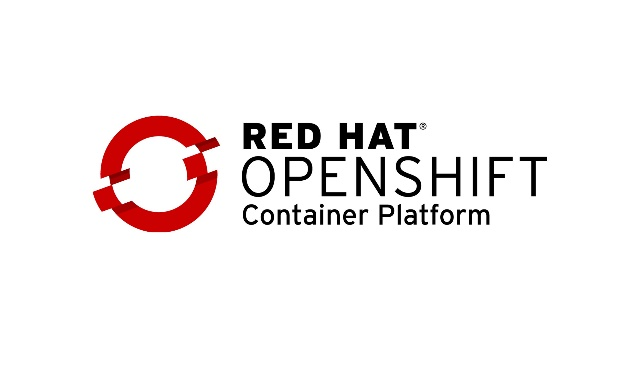 RED HAT®
OPENSHIFT
Container Platform